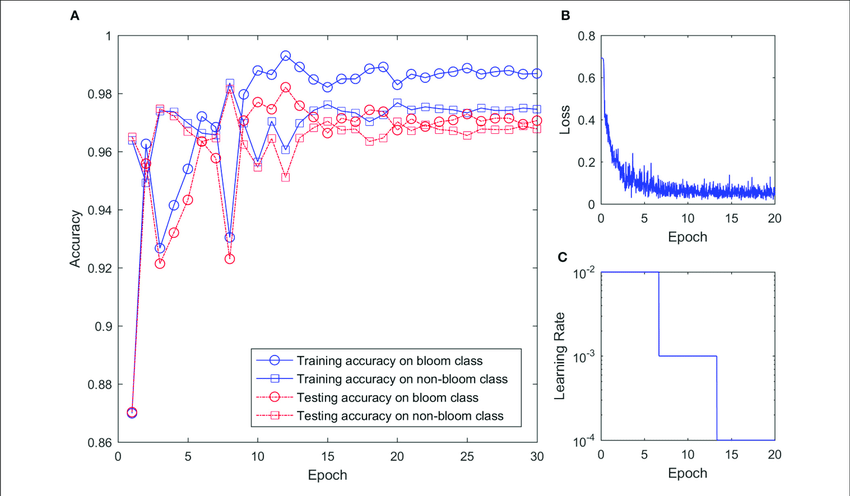 A
1
0.98
0.96
0.94
0.92
0.9
0.88
0.86
Accuracy
0 5 10 15 20 25 30
Epoch
Training accuracy on bloom class
Training accuracy on non-bloom class
Testing accuracy on bloom class
Testing accuracy on non-bloom class
B
0.8
0.6
0.4
0.2
0
Loss
0 5 10 15 20
Epoch
C
10-2
10-3
10-4
Learning Rate
0 5 10 15 20
Epoch